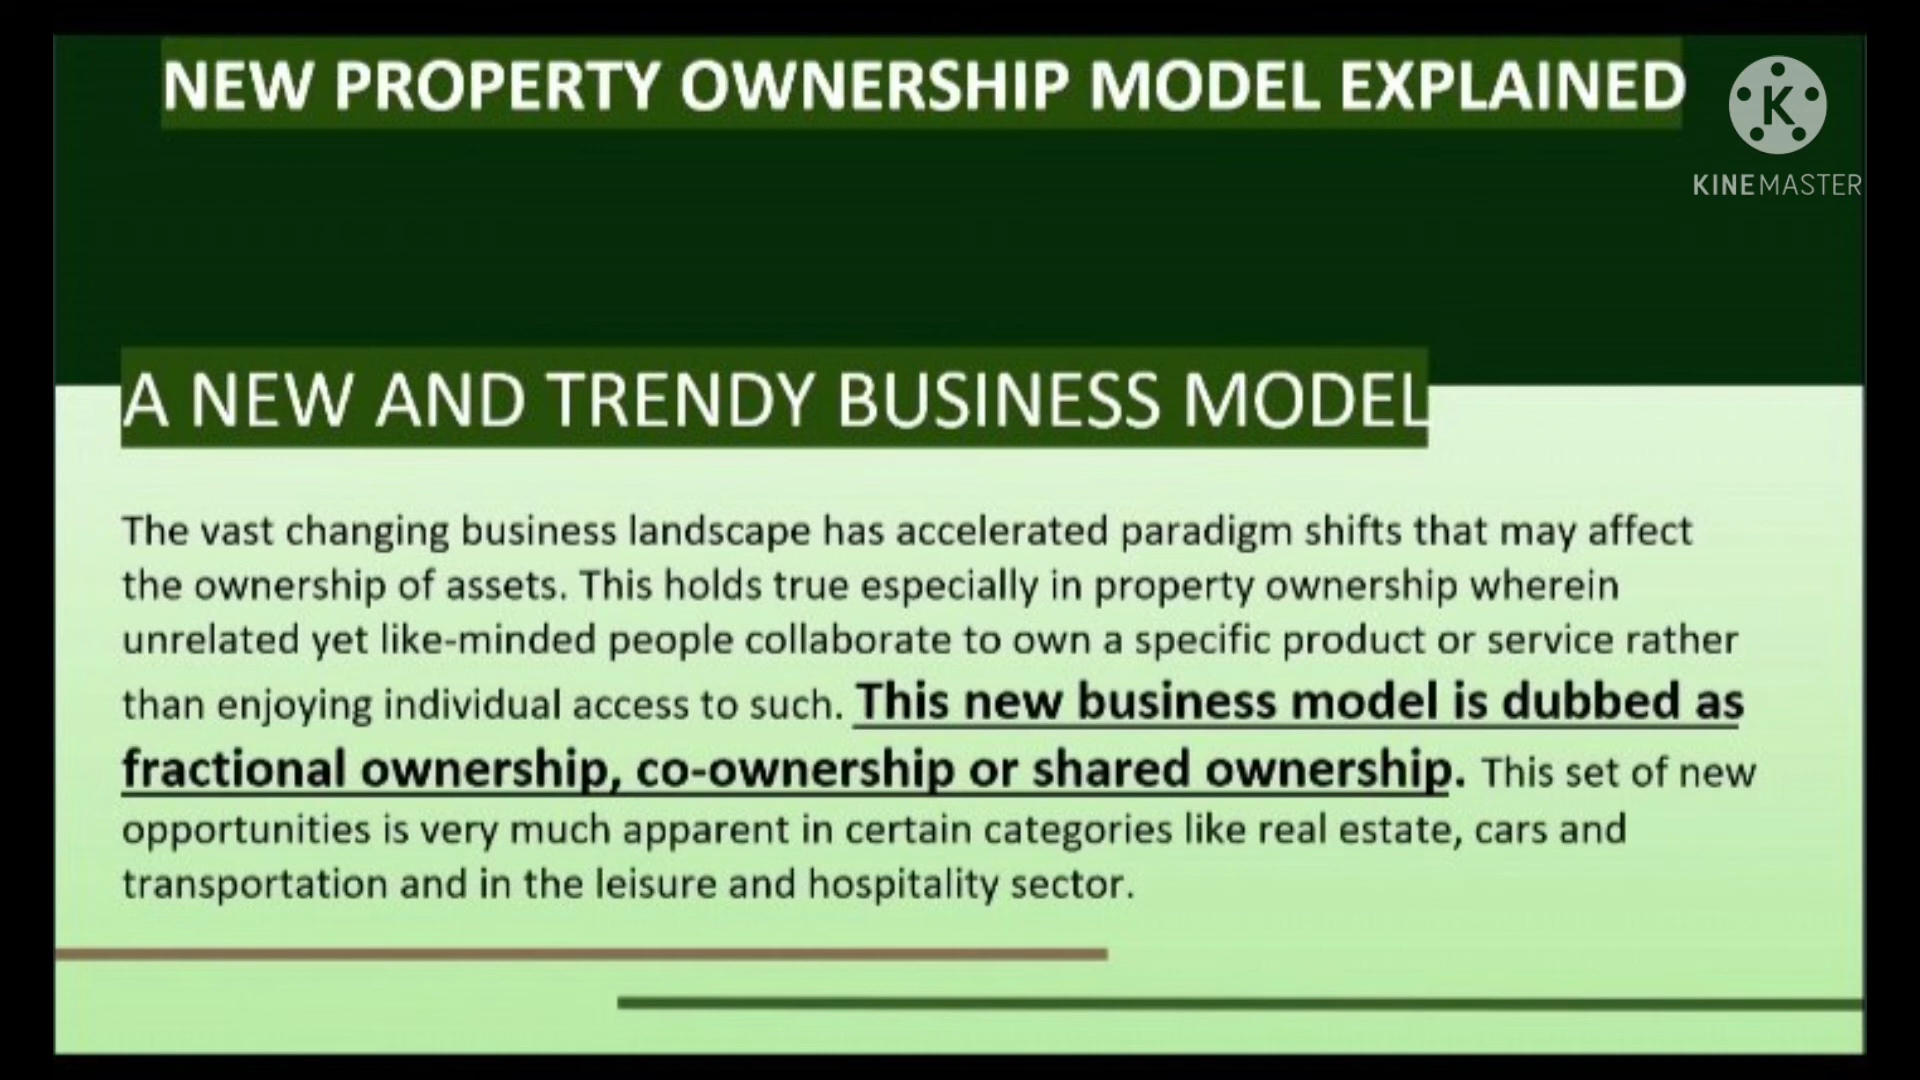 NEW PROPERTY OWNERSHIP MODEL EXPLAINED
K
KINEMASTER
A NEW AND TRENDY BUSINESS MODEL
The vast changing business landscape has accelerated paradigm shifts that may affect
the ownership of assets. This holds true especially in property ownership wherein
unrelated yet like-minded people collaborate to own a specific product or service rather
than enjoying individual access to such. This new business model is dubbed as
fractional ownership, co-ownership or shared ownership. This set of new
opportunities is very much apparent in certain categories like real estate, cars and
transportation and in the leisure and hospitality sector.